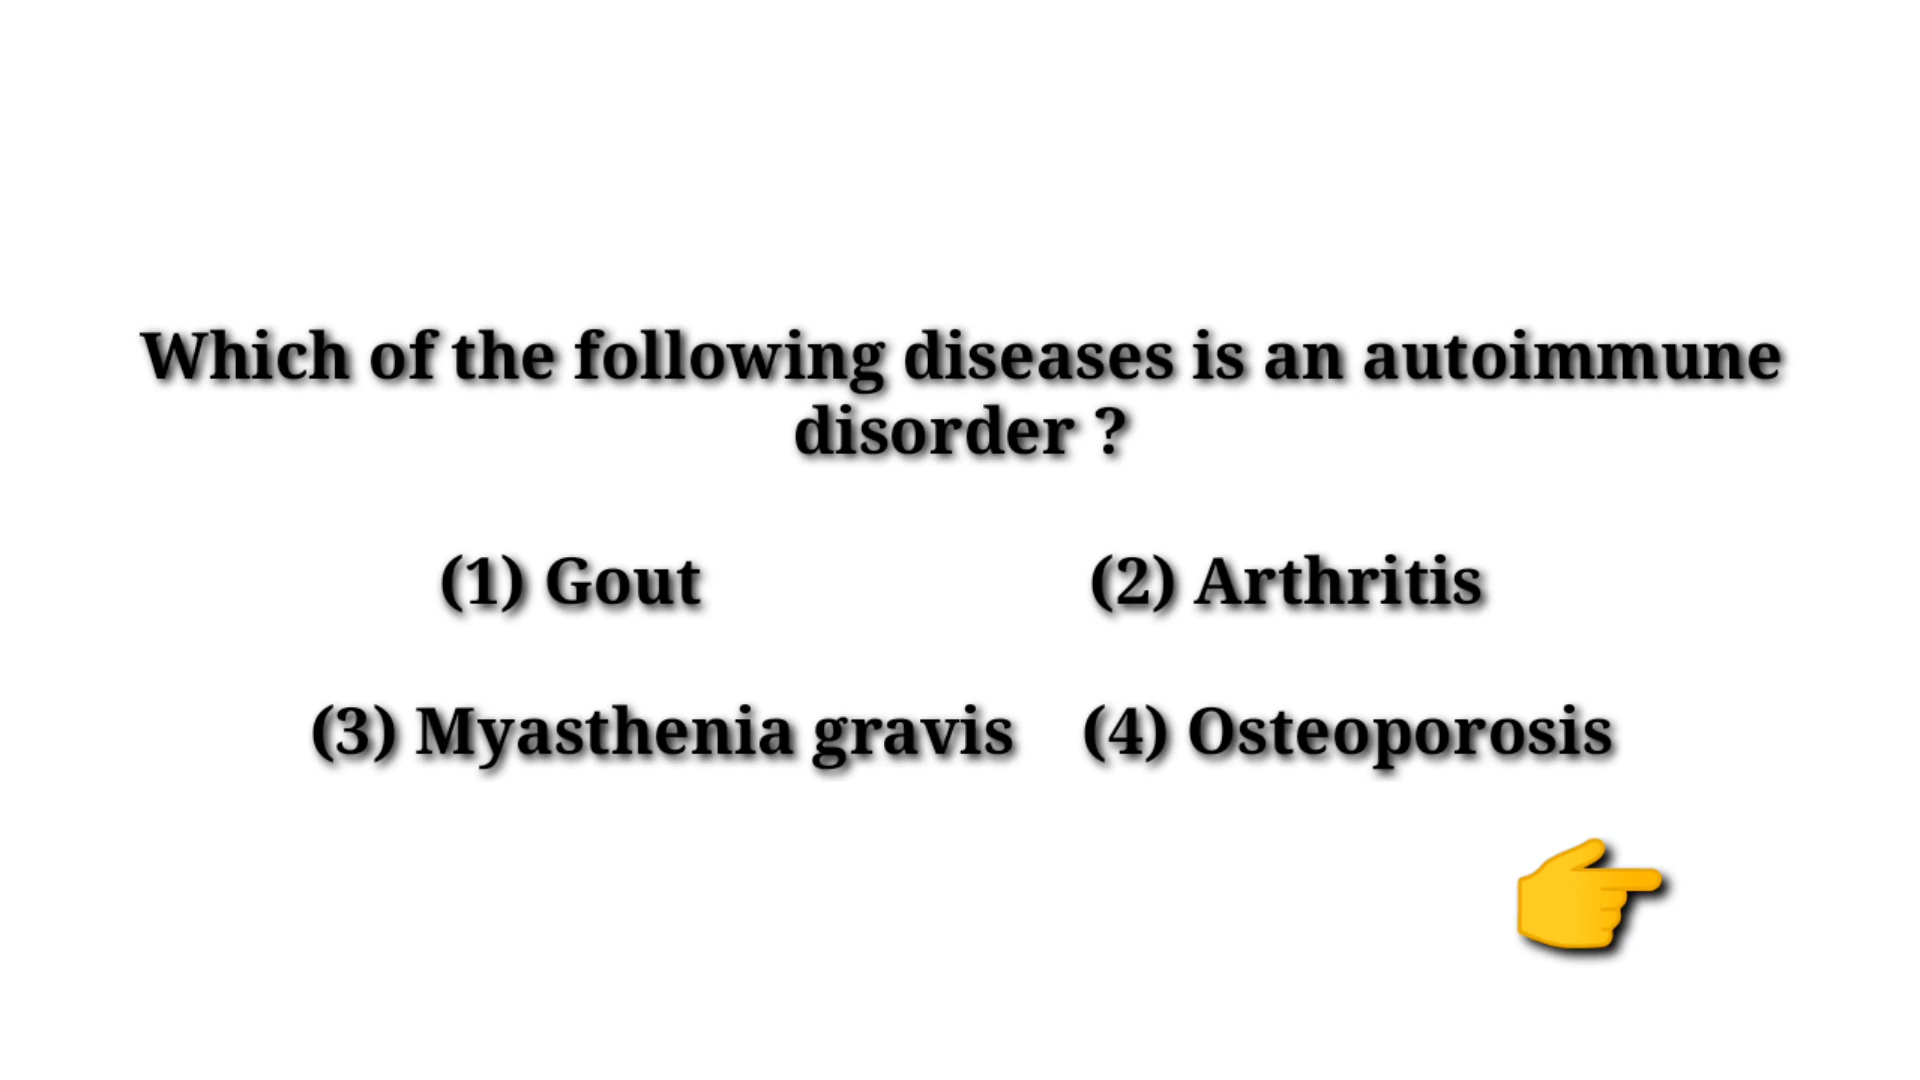 Which of the following diseases is an autoimmune
disorder ?
(1) Gout (2) Arthritis
(3) Myasthenia gravis (4) Osteoporosis